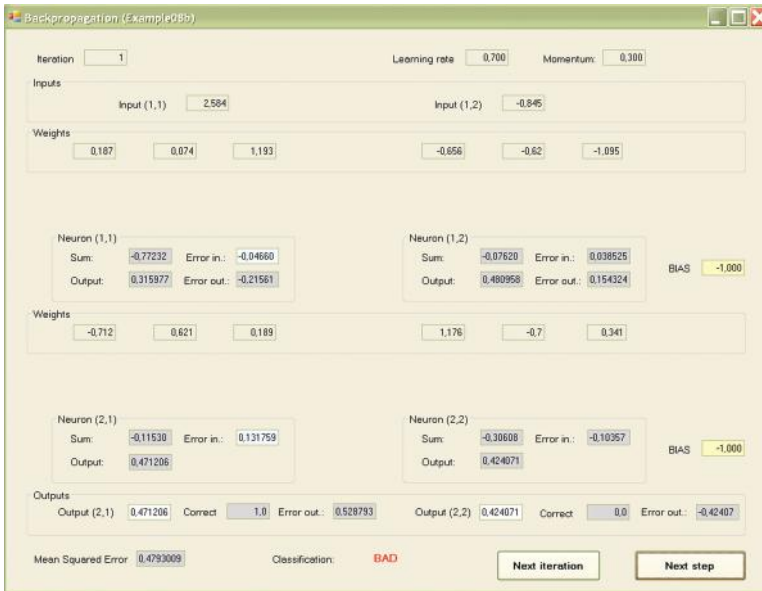 Backpropagation (Example08b)
Iteration 1 Learning rate 0,700 Momentum: 0,300
Inputs
Input (1,1) 2,584 Input (1,2) -0,845
Weights
0,187 0,074 1,193 -0,656 -0,62 -1,095
Neuron (1,1) Neuron (1,2)
Sum: -0,77232 Error in.: -0,04660 Sum: -0,07620 Error in.: 0,038525
Output: 0,315977 Error out.: -0,21561 Output: 0,480958 Error out.: 0,154324
BIAS -1,000
Weights
-0,712 0,621 0,189 1,176 -0,7 0,341
Neuron (2,1) Neuron (2,2)
Sum: -0,11530 Error in.: 0,131759 Sum: -0,30608 Error in.: -0,10357
Output: 0,471206 Output: 0,424071
BIAS -1,000
Outputs
Output (2,1) 0,471206 Correct 1,0 Error out.: 0,528793 Output (2,2) 0,424071 Correct 0,0 Error out.: -0,42407
Mean Squared Error 0,4793009 Classification: BAD Next iteration Next step